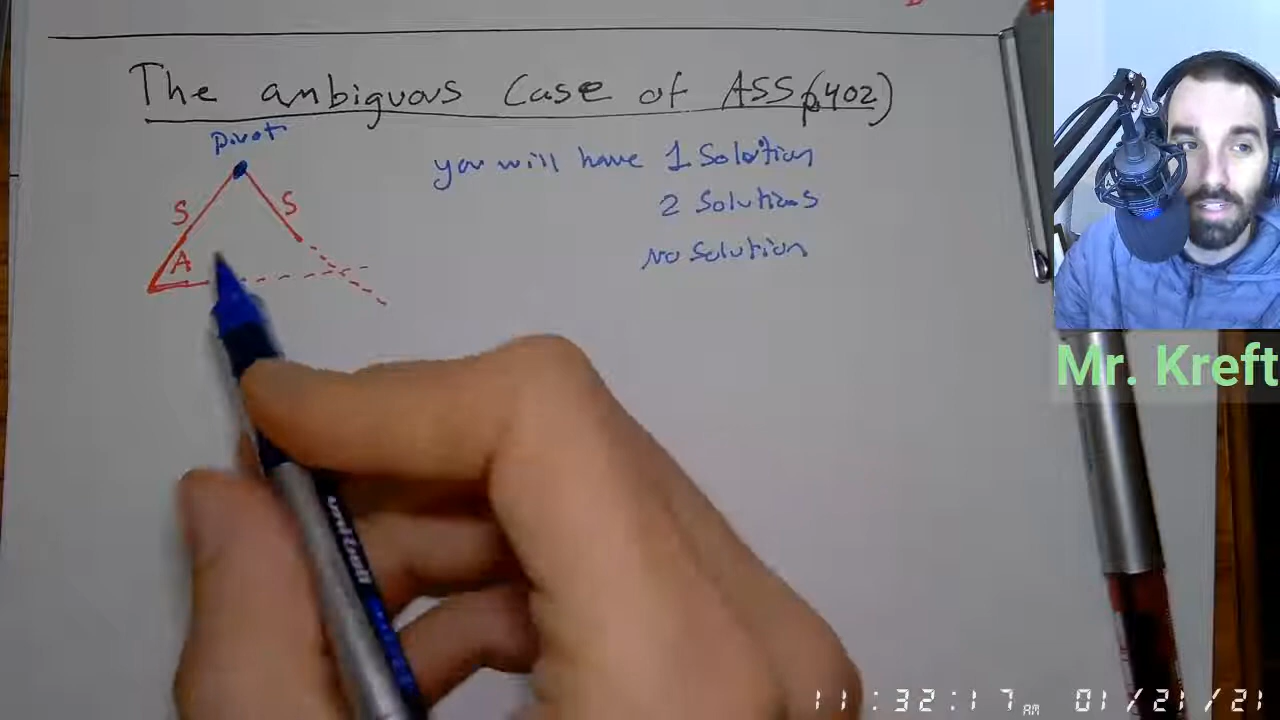 The ambiguous Case of ASS (p402)
pivot
you will have 1 Solution
S S
2 Solutions
A
No Solution
Mr. Kreft
uniball
11:32:17 AM 01/21/21